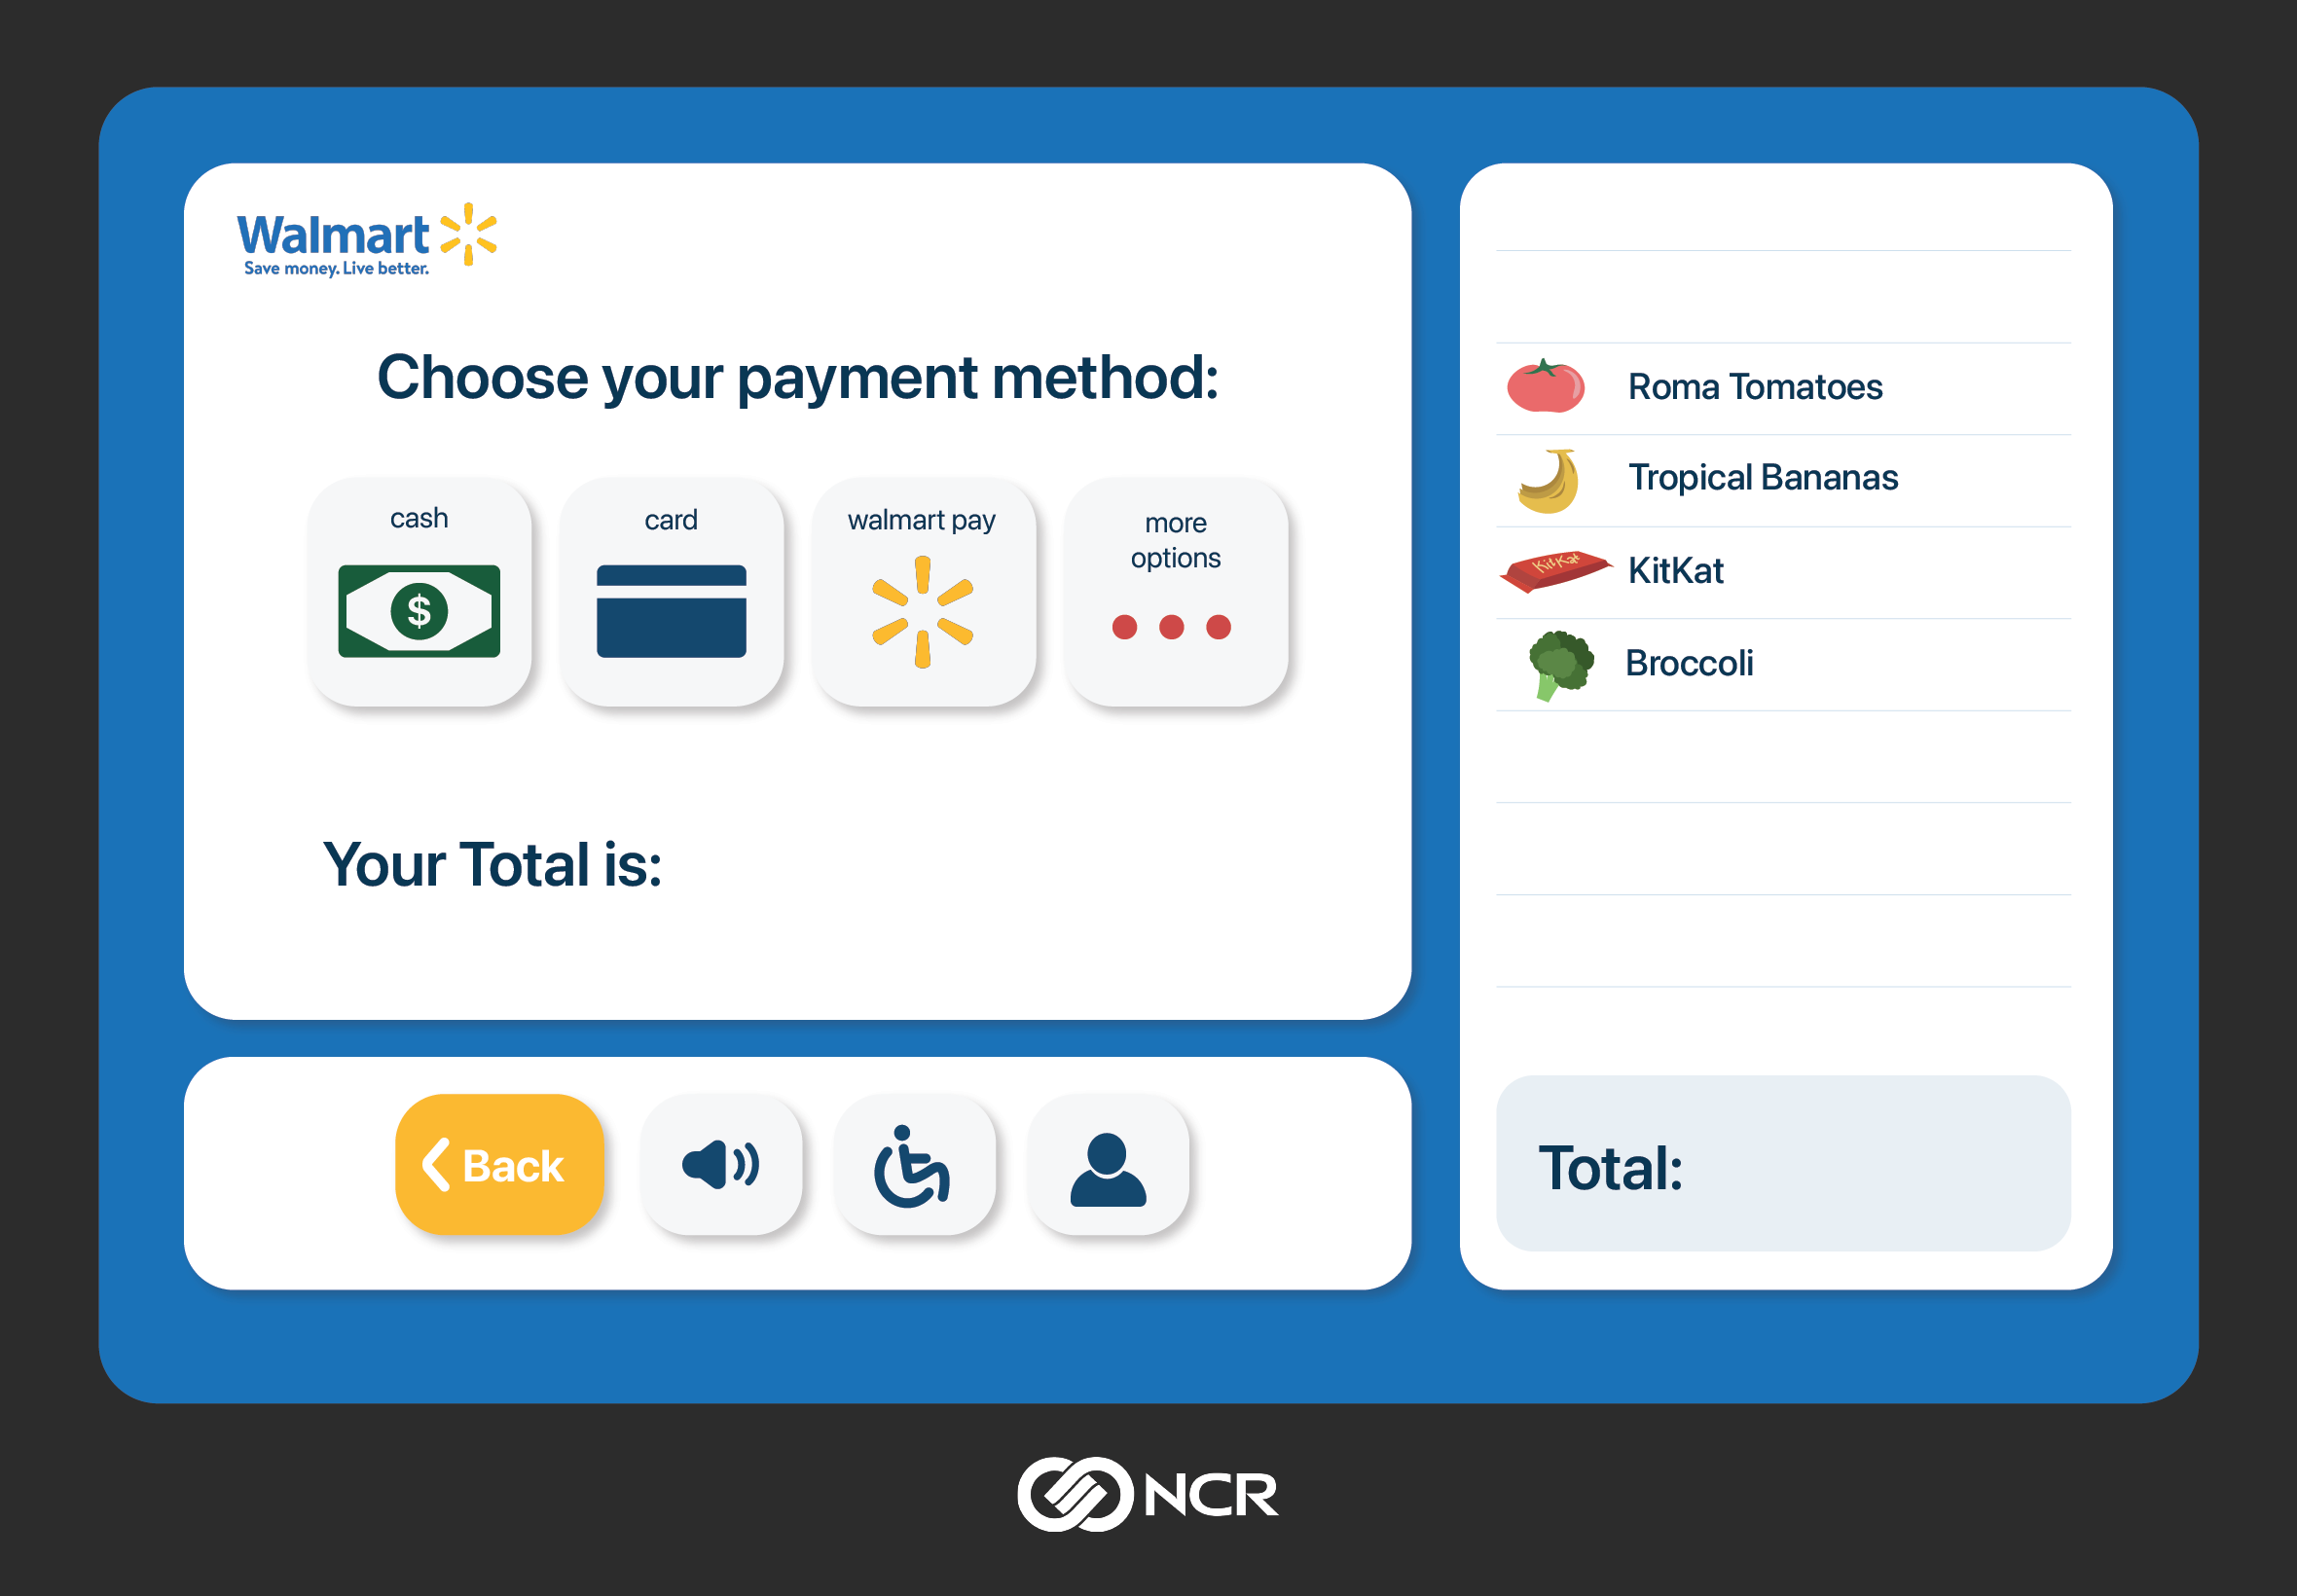 Walmart
Save money. Live better.
Choose your payment method:
cash
$
card
walmart pay
more
options
Your Total is:
Back
Roma Tomatoes
Tropical Bananas
KitKat
KitKat
Broccoli
Total:
NCR